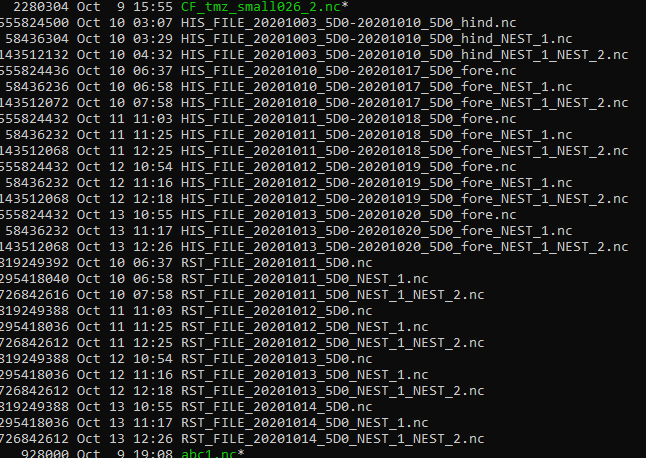 2280304 Oct  9 15:55 CF_tmz_small026_2.nc*
555824500 Oct 10 03:07 HIS_FILE_20201003_5D0-20201010_5D0_hind.nc
58436304 Oct 10 03:29 HIS_FILE_20201003_5D0-20201010_5D0_hind_NEST_1.nc
143512132 Oct 10 04:32 HIS_FILE_20201003_5D0-20201010_5D0_hind_NEST_1_NEST_2.nc
555824436 Oct 10 06:37 HIS_FILE_20201010_5D0-20201017_5D0_fore.nc
58436236 Oct 10 06:58 HIS_FILE_20201010_5D0-20201017_5D0_fore_NEST_1.nc
143512072 Oct 10 07:58 HIS_FILE_20201010_5D0-20201017_5D0_fore_NEST_1_NEST_2.nc
555824432 Oct 11 11:03 HIS_FILE_20201011_5D0-20201018_5D0_fore.nc
58436232 Oct 11 11:25 HIS_FILE_20201011_5D0-20201018_5D0_fore_NEST_1.nc
143512068 Oct 11 12:25 HIS_FILE_20201011_5D0-20201018_5D0_fore_NEST_1_NEST_2.nc
555824432 Oct 12 10:54 HIS_FILE_20201012_5D0-20201019_5D0_fore.nc
58436232 Oct 12 11:16 HIS_FILE_20201012_5D0-20201019_5D0_fore_NEST_1.nc
143512068 Oct 12 12:18 HIS_FILE_20201012_5D0-20201019_5D0_fore_NEST_1_NEST_2.nc
555824432 Oct 13 10:55 HIS_FILE_20201013_5D0-20201020_5D0_fore.nc
58436232 Oct 13 11:17 HIS_FILE_20201013_5D0-20201020_5D0_fore_NEST_1.nc
143512068 Oct 13 12:26 HIS_FILE_20201013_5D0-20201020_5D0_fore_NEST_1_NEST_2.nc
819249392 Oct 10 06:37 RST_FILE_20201011_5D0.nc
295418040 Oct 10 06:58 RST_FILE_20201011_5D0_NEST_1.nc
726842616 Oct 10 07:58 RST_FILE_20201011_5D0_NEST_1_NEST_2.nc
819249388 Oct 11 11:03 RST_FILE_20201012_5D0.nc
295418036 Oct 11 11:25 RST_FILE_20201012_5D0_NEST_1.nc
726842612 Oct 11 12:25 RST_FILE_20201012_5D0_NEST_1_NEST_2.nc
819249388 Oct 12 10:54 RST_FILE_20201013_5D0.nc
295418036 Oct 12 11:16 RST_FILE_20201013_5D0_NEST_1.nc
726842612 Oct 12 12:18 RST_FILE_20201013_5D0_NEST_1_NEST_2.nc
819249388 Oct 13 10:55 RST_FILE_20201014_5D0.nc
295418036 Oct 13 11:17 RST_FILE_20201014_5D0_NEST_1.nc
726842612 Oct 13 12:26 RST_FILE_20201014_5D0_NEST_1_NEST_2.nc
928000 Oct  9 19:08 abc1.nc*